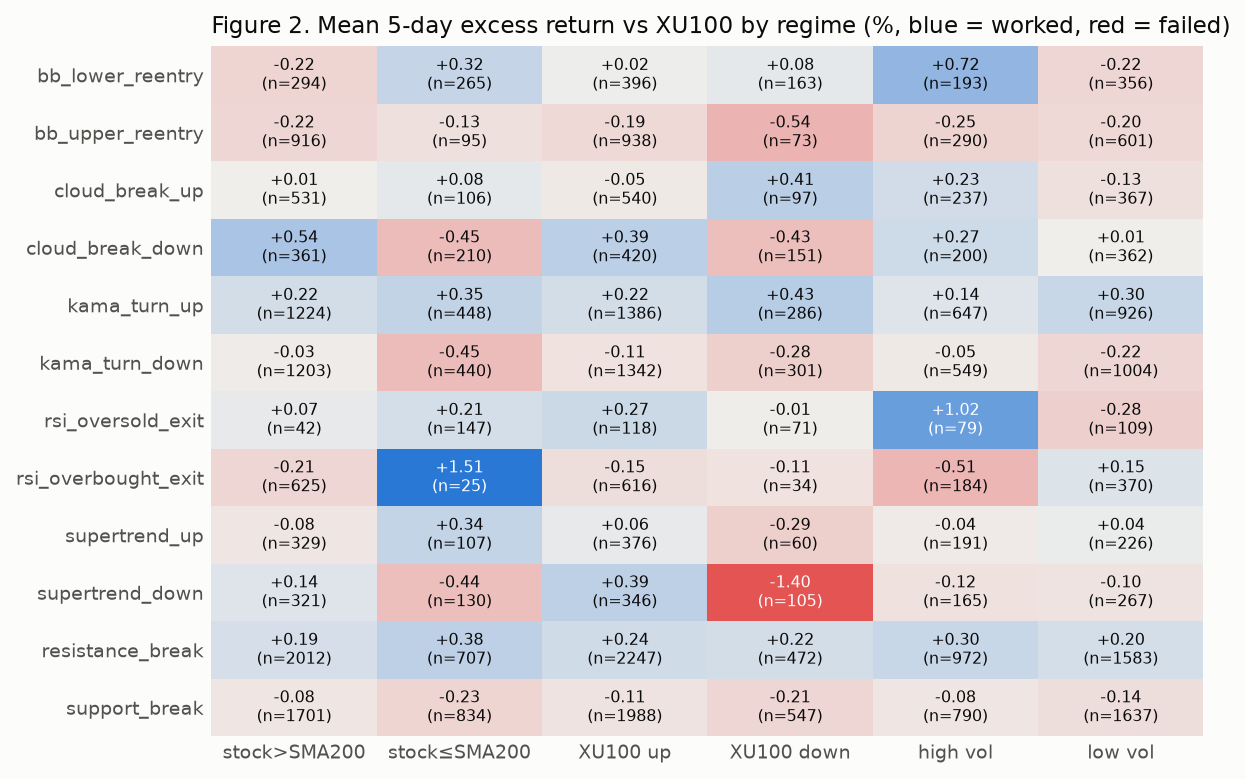 Figure 2. Mean 5-day excess return vs XU100 by regime (%, blue = worked, red = failed)
bb_lower_reentry
-0.22 +0.32 +0.02 +0.08 +0.72 -0.22
(n=294) (n=265) (n=396) (n=163) (n=193) (n=356)
bb_upper_reentry
-0.22 -0.13 -0.19 -0.54 -0.25 -0.20
(n=916) (n=95) (n=938) (n=73) (n=290) (n=601)
cloud_break_up
+0.01 +0.08 -0.05 +0.41 +0.23 -0.13
(n=531) (n=106) (n=540) (n=97) (n=237) (n=367)
cloud_break_down
+0.54 -0.45 +0.39 -0.43 +0.27 +0.01
(n=361) (n=210) (n=420) (n=151) (n=200) (n=362)
kama_turn_up
+0.22 +0.35 +0.22 +0.43 +0.14 +0.30
(n=1224) (n=448) (n=1386) (n=286) (n=647) (n=926)
kama_turn_down
-0.03 -0.45 -0.11 -0.28 -0.05 -0.22
(n=1203) (n=440) (n=1342) (n=301) (n=549) (n=1004)
rsi_oversold_exit
+0.07 +0.21 +0.27 -0.01 +1.02 -0.28
(n=42) (n=147) (n=118) (n=71) (n=79) (n=109)
rsi_overbought_exit
-0.21 +1.51 -0.15 -0.11 -0.51 +0.15
(n=625) (n=25) (n=616) (n=34) (n=184) (n=370)
supertrend_up
-0.08 +0.34 +0.06 -0.29 -0.04 +0.04
(n=329) (n=107) (n=376) (n=60) (n=191) (n=226)
supertrend_down
+0.14 -0.44 +0.39 -1.40 -0.12 -0.10
(n=321) (n=130) (n=346) (n=105) (n=165) (n=267)
resistance_break
+0.19 +0.38 +0.24 +0.22 +0.30 +0.20
(n=2012) (n=707) (n=2247) (n=472) (n=972) (n=1583)
support_break
-0.08 -0.23 -0.11 -0.21 -0.08 -0.14
(n=1701) (n=834) (n=1988) (n=547) (n=790) (n=1637)
stock>SMA200 stock≤SMA200 XU100 up XU100 down high vol low vol